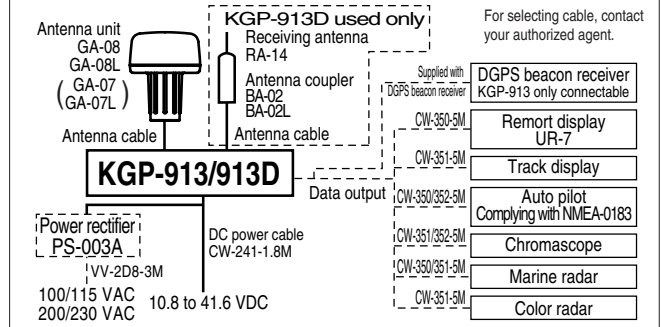 KGP-913D used only
For selecting cable, contact
your authorized agent.
Antenna unit
GA-08
GA-08L
(GA-07
GA-07L)
Receiving antenna
RA-14
Antenna coupler
BA-02
BA-02L
Antenna cable
Antenna cable
KGP-913/913D
Data output
Supplied with
DGPS beacon receiver
DGPS beacon receiver
KGP-913 only connectable
CW-350-5M
Remort display
UR-7
CW-351-5M
Track display
CW-350/352-5M
Auto pilot
Complying with NMEA-0183
CW-351/352-5M
Chromascope
CW-350/351-5M
Marine radar
CW-351-5M
Color radar
Power rectifier
PS-003A
VV-2D8-3M
100/115 VAC
200/230 VAC
DC power cable
CW-241-1.8M
10.8 to 41.6 VDC